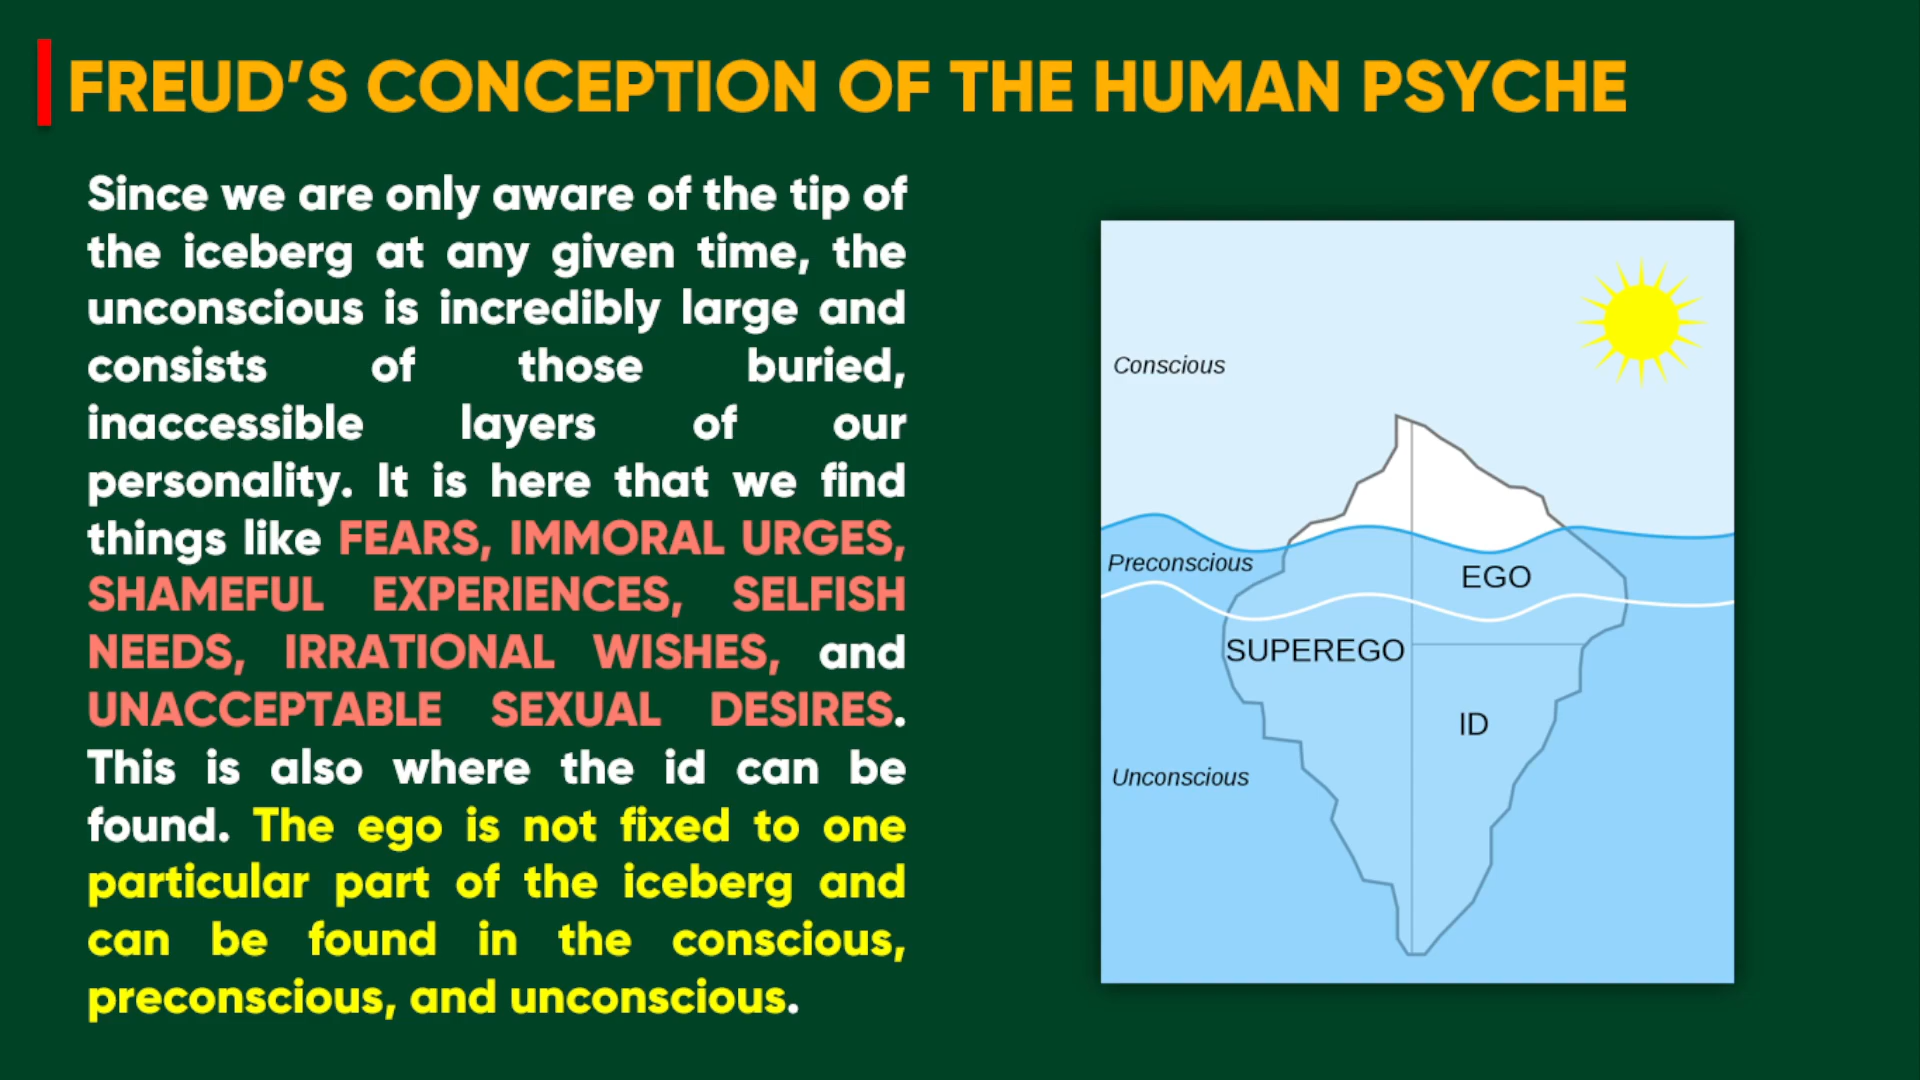 FREUD'S CONCEPTION OF THE HUMAN PSYCHE
Since we are only aware of the tip of
the iceberg at any given time, the
unconscious is incredibly large and
consists of those buried,
inaccessible layers of our
personality. It is here that we find
things like FEARS, IMMORAL URGES,
SHAMEFUL EXPERIENCES, SELFISH
NEEDS, IRRATIONAL WISHES, and
UNACCEPTABLE SEXUAL DESIRES.
This is also where the id can be
found. The ego is not fixed to one
particular part of the iceberg and
can be found in the conscious,
preconscious, and unconscious.
Conscious
Preconscious
EGO
SUPEREGO
ID
Unconscious